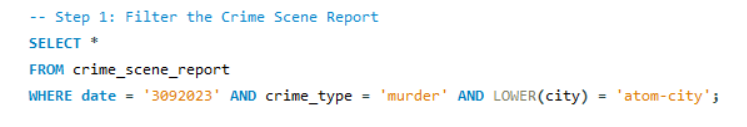 -- Step 1: Filter the Crime Scene Report
SELECT *
FROM crime_scene_report
WHERE date = '3092023' AND crime_type = 'murder' AND LOWER(city) = 'atom-city';